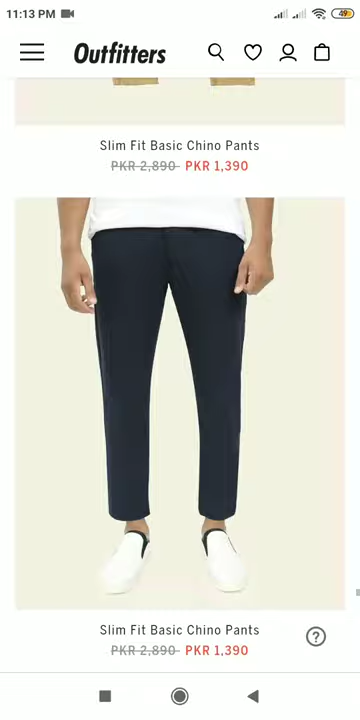 11:13 PM
49
Outfitters
Slim Fit Basic Chino Pants
PKR 2,890 PKR 1,390
Slim Fit Basic Chino Pants
PKR 2,890 PKR 1,390
?